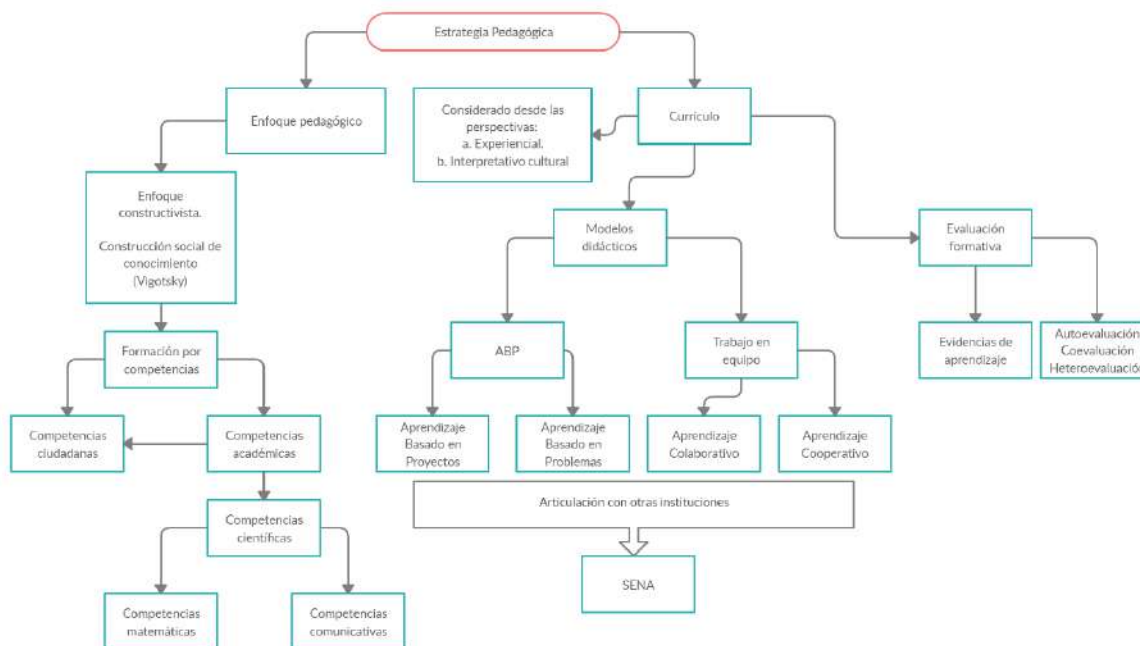 Estrategia Pedagógica
Enfoque pedagógico
Considerado desde las
perspectivas:
a. Experiencial.
b. Interpretativo cultural
Currículo
Enfoque
constructivista.
Construcción social de
conocimiento
(Vigotsky)
Modelos
didácticos
Evaluación
formativa
Formación por
competencias
ABP
Trabajo en
equipo
Evidencias de
aprendizaje
Autoevaluación
Coevaluación
Heteroevaluación
Competencias
ciudadanas
Competencias
académicas
Aprendizaje
Basado en
Proyectos
Aprendizaje
Basado en
Problemas
Aprendizaje
Colaborativo
Aprendizaje
Cooperativo
Articulación con otras instituciones
Competencias
científicas
SENA
Competencias
matemáticas
Competencias
comunicativas